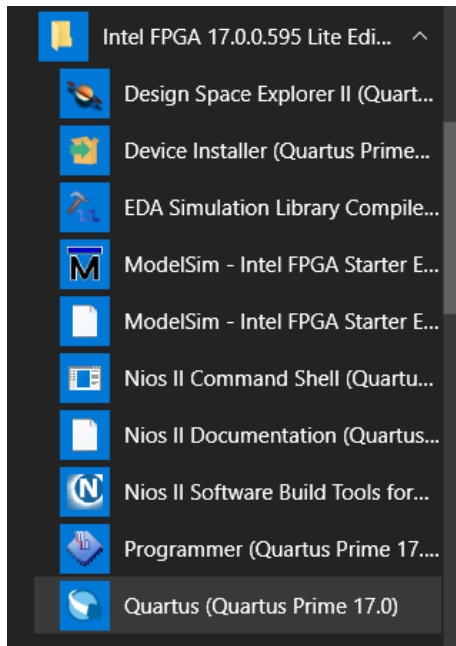 Intel FPGA 17.0.0.595 Lite Edi...
Design Space Explorer II (Quart...
Device Installer (Quartus Prime...
EDA Simulation Library Compile...
M
ModelSim - Intel FPGA Starter E...
ModelSim - Intel FPGA Starter E...
Nios II Command Shell (Quartu...
Nios II Documentation (Quartus...
N
Nios II Software Build Tools for...
Programmer (Quartus Prime 17....
Quartus (Quartus Prime 17.0)